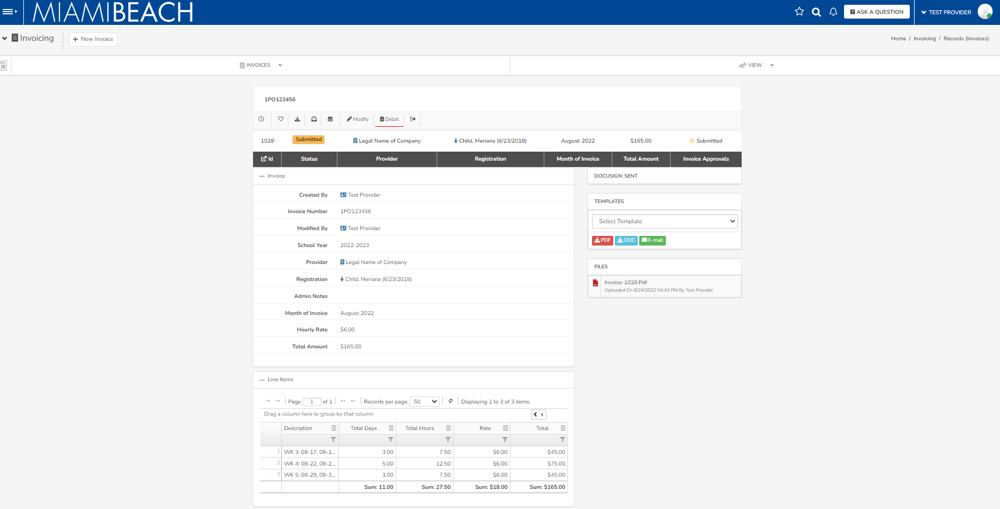 MIAMIBEACH
ASK A QUESTION
TEST PROVIDER
Invoicing
New Invoice
Home / Invoicing / Records (Invoices)
INVOICES
VIEW
1PO123456
Modify
Detail
1028 Submitted Legal Name of Company Child, Meriana (6/23/2018) August-2022 $165.00 Submitted
Id Status Provider Registration Month of Invoice Total Amount Invoice Approvals
Invoice
Created By Test Provider
Invoice Number 1PO123456
Modified By Test Provider
School Year 2022-2023
Provider Legal Name of Company
Registration Child, Meriana (6/23/2018)
Admin Notes
Month of Invoice August-2022
Hourly Rate $6.00
Total Amount $165.00
DOCUSIGN: SENT
TEMPLATES
Select Template
PDF DOC E-mail
FILES
PDF
Invoice-1028.Pdf
Uploaded On 8/24/2022 04:43 PM By Test Provider
Line Items
Page 1 of 1 Records per page: 50 Displaying 1 to 3 of 3 items.
Drag a column here to group by that column
Description Total Days Total Hours Rate Total
1 WK 3: 08-17, 08-1... 3.00 7.50 $6.00 $45.00
2 WK 4: 08-22, 08-2... 5.00 12.50 $6.00 $75.00
3 WK 5: 08-29, 08-3... 3.00 7.50 $6.00 $45.00
Sum: 11.00 Sum: 27.50 Sum: $18.00 Sum: $165.00